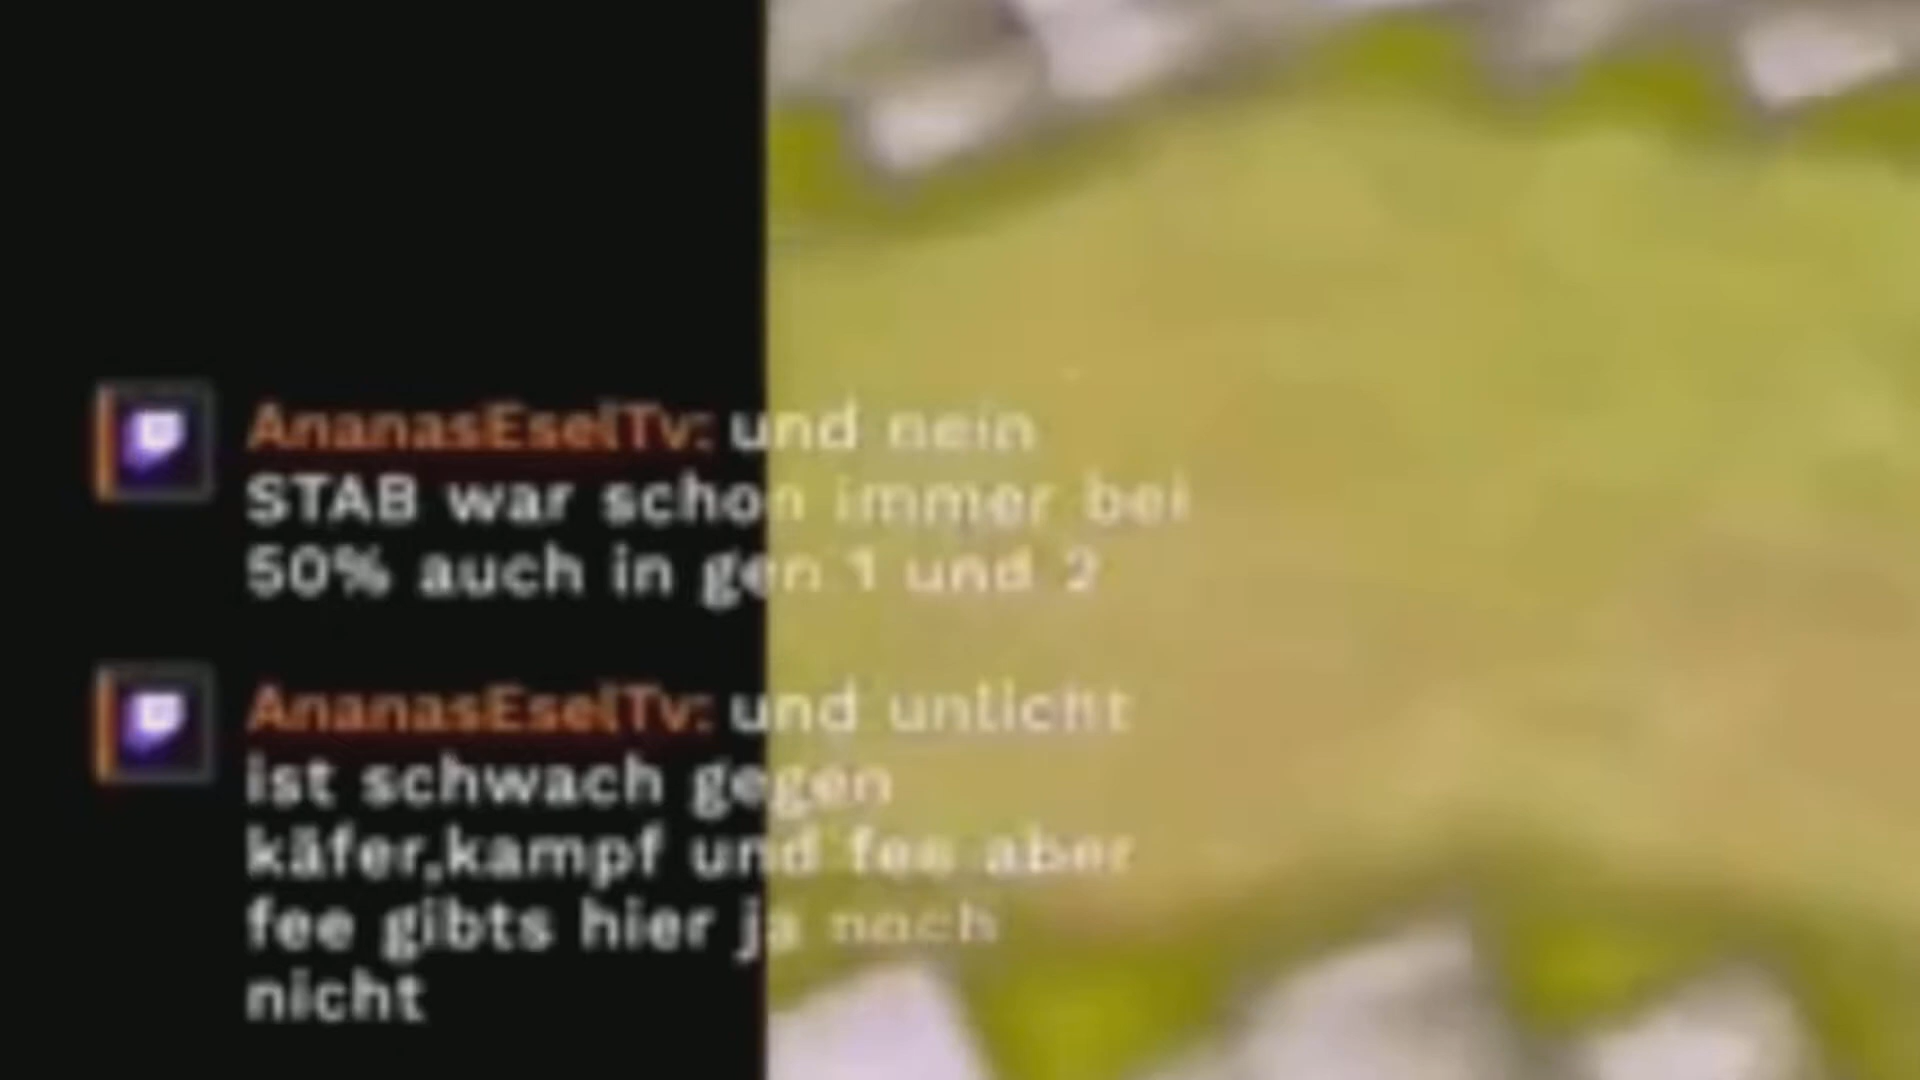 AnanasEselTv: und nein
STAB war schon immer bei
50% auch in gen 1 und 2
AnanasEselTv: und unlicht
ist schwach gegen
käfer,kampf und fee aber
fee gibts hier ja noch
nicht